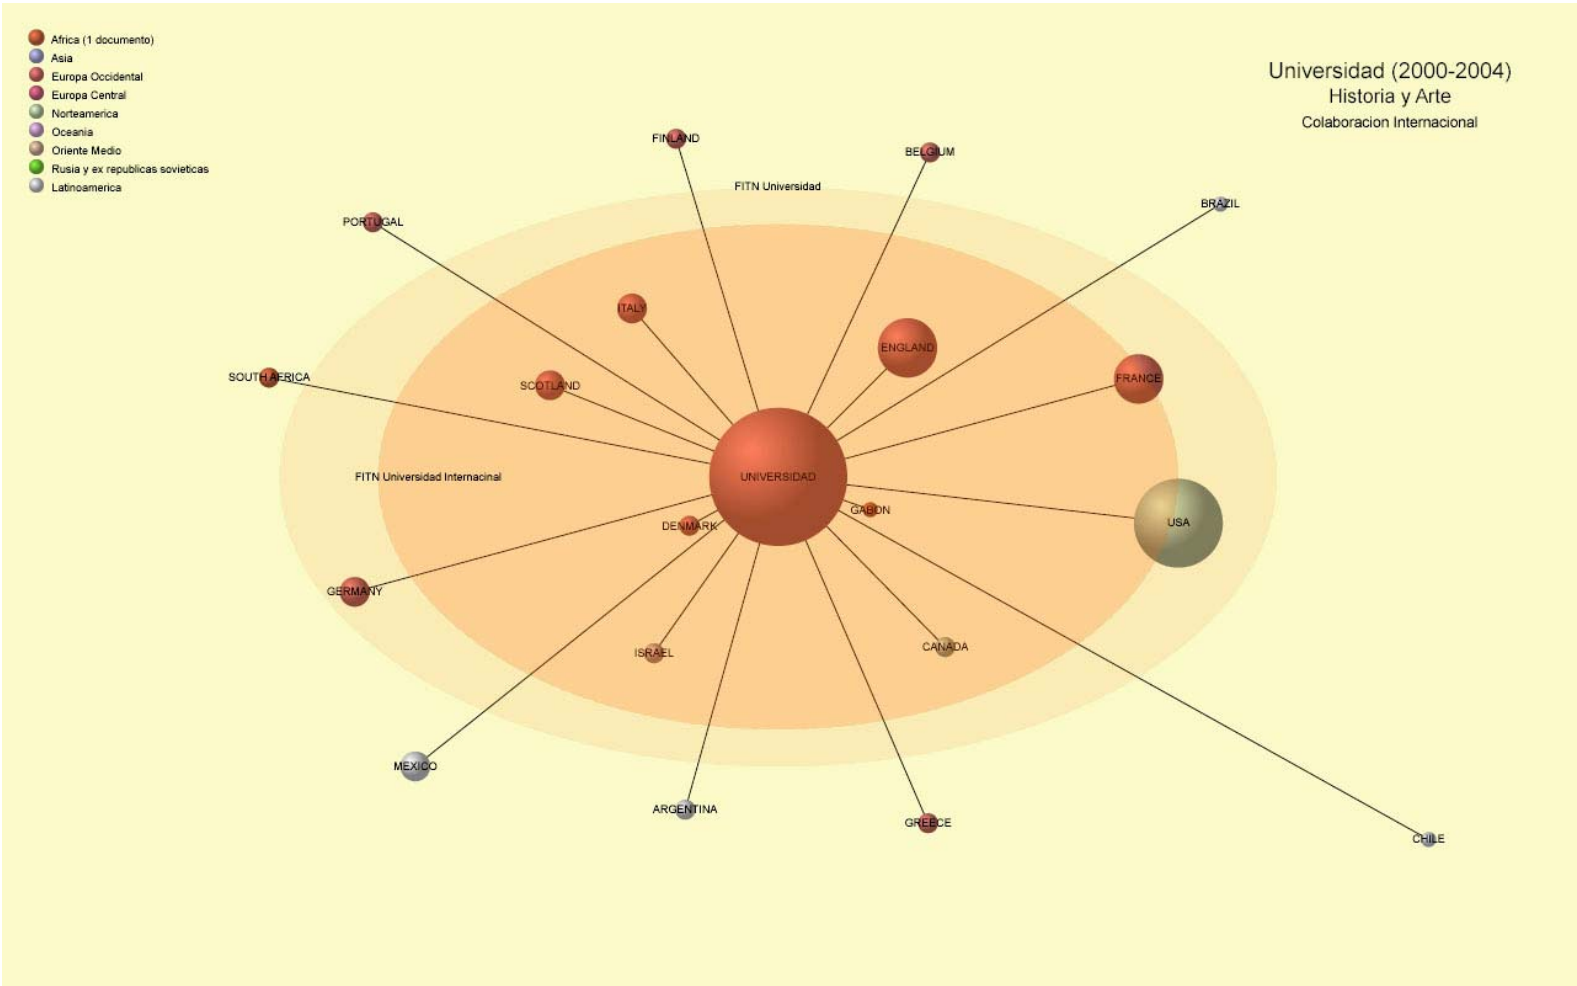 Africa (1 documento)
Asia
Europa Occidental
Europa Central
Norteamerica
Oceania
Oriente Medio
Rusia y ex republicas sovieticas
Latinoamerica
Universidad (2000-2004)
Historia y Arte
Colaboracion Internacional
FINLAND
BELGIUM
FITN Universidad
BRAZIL
PORTUGAL
ITALY
ENGLAND
SOUTH AFRICA
SCOTLAND
FRANCE
FITN Universidad Internacinal
UNIVERSIDAD
GABON
DENMARK
USA
GERMANY
ISRAEL
CANADA
MEXICO
ARGENTINA
GREECE
CHILE